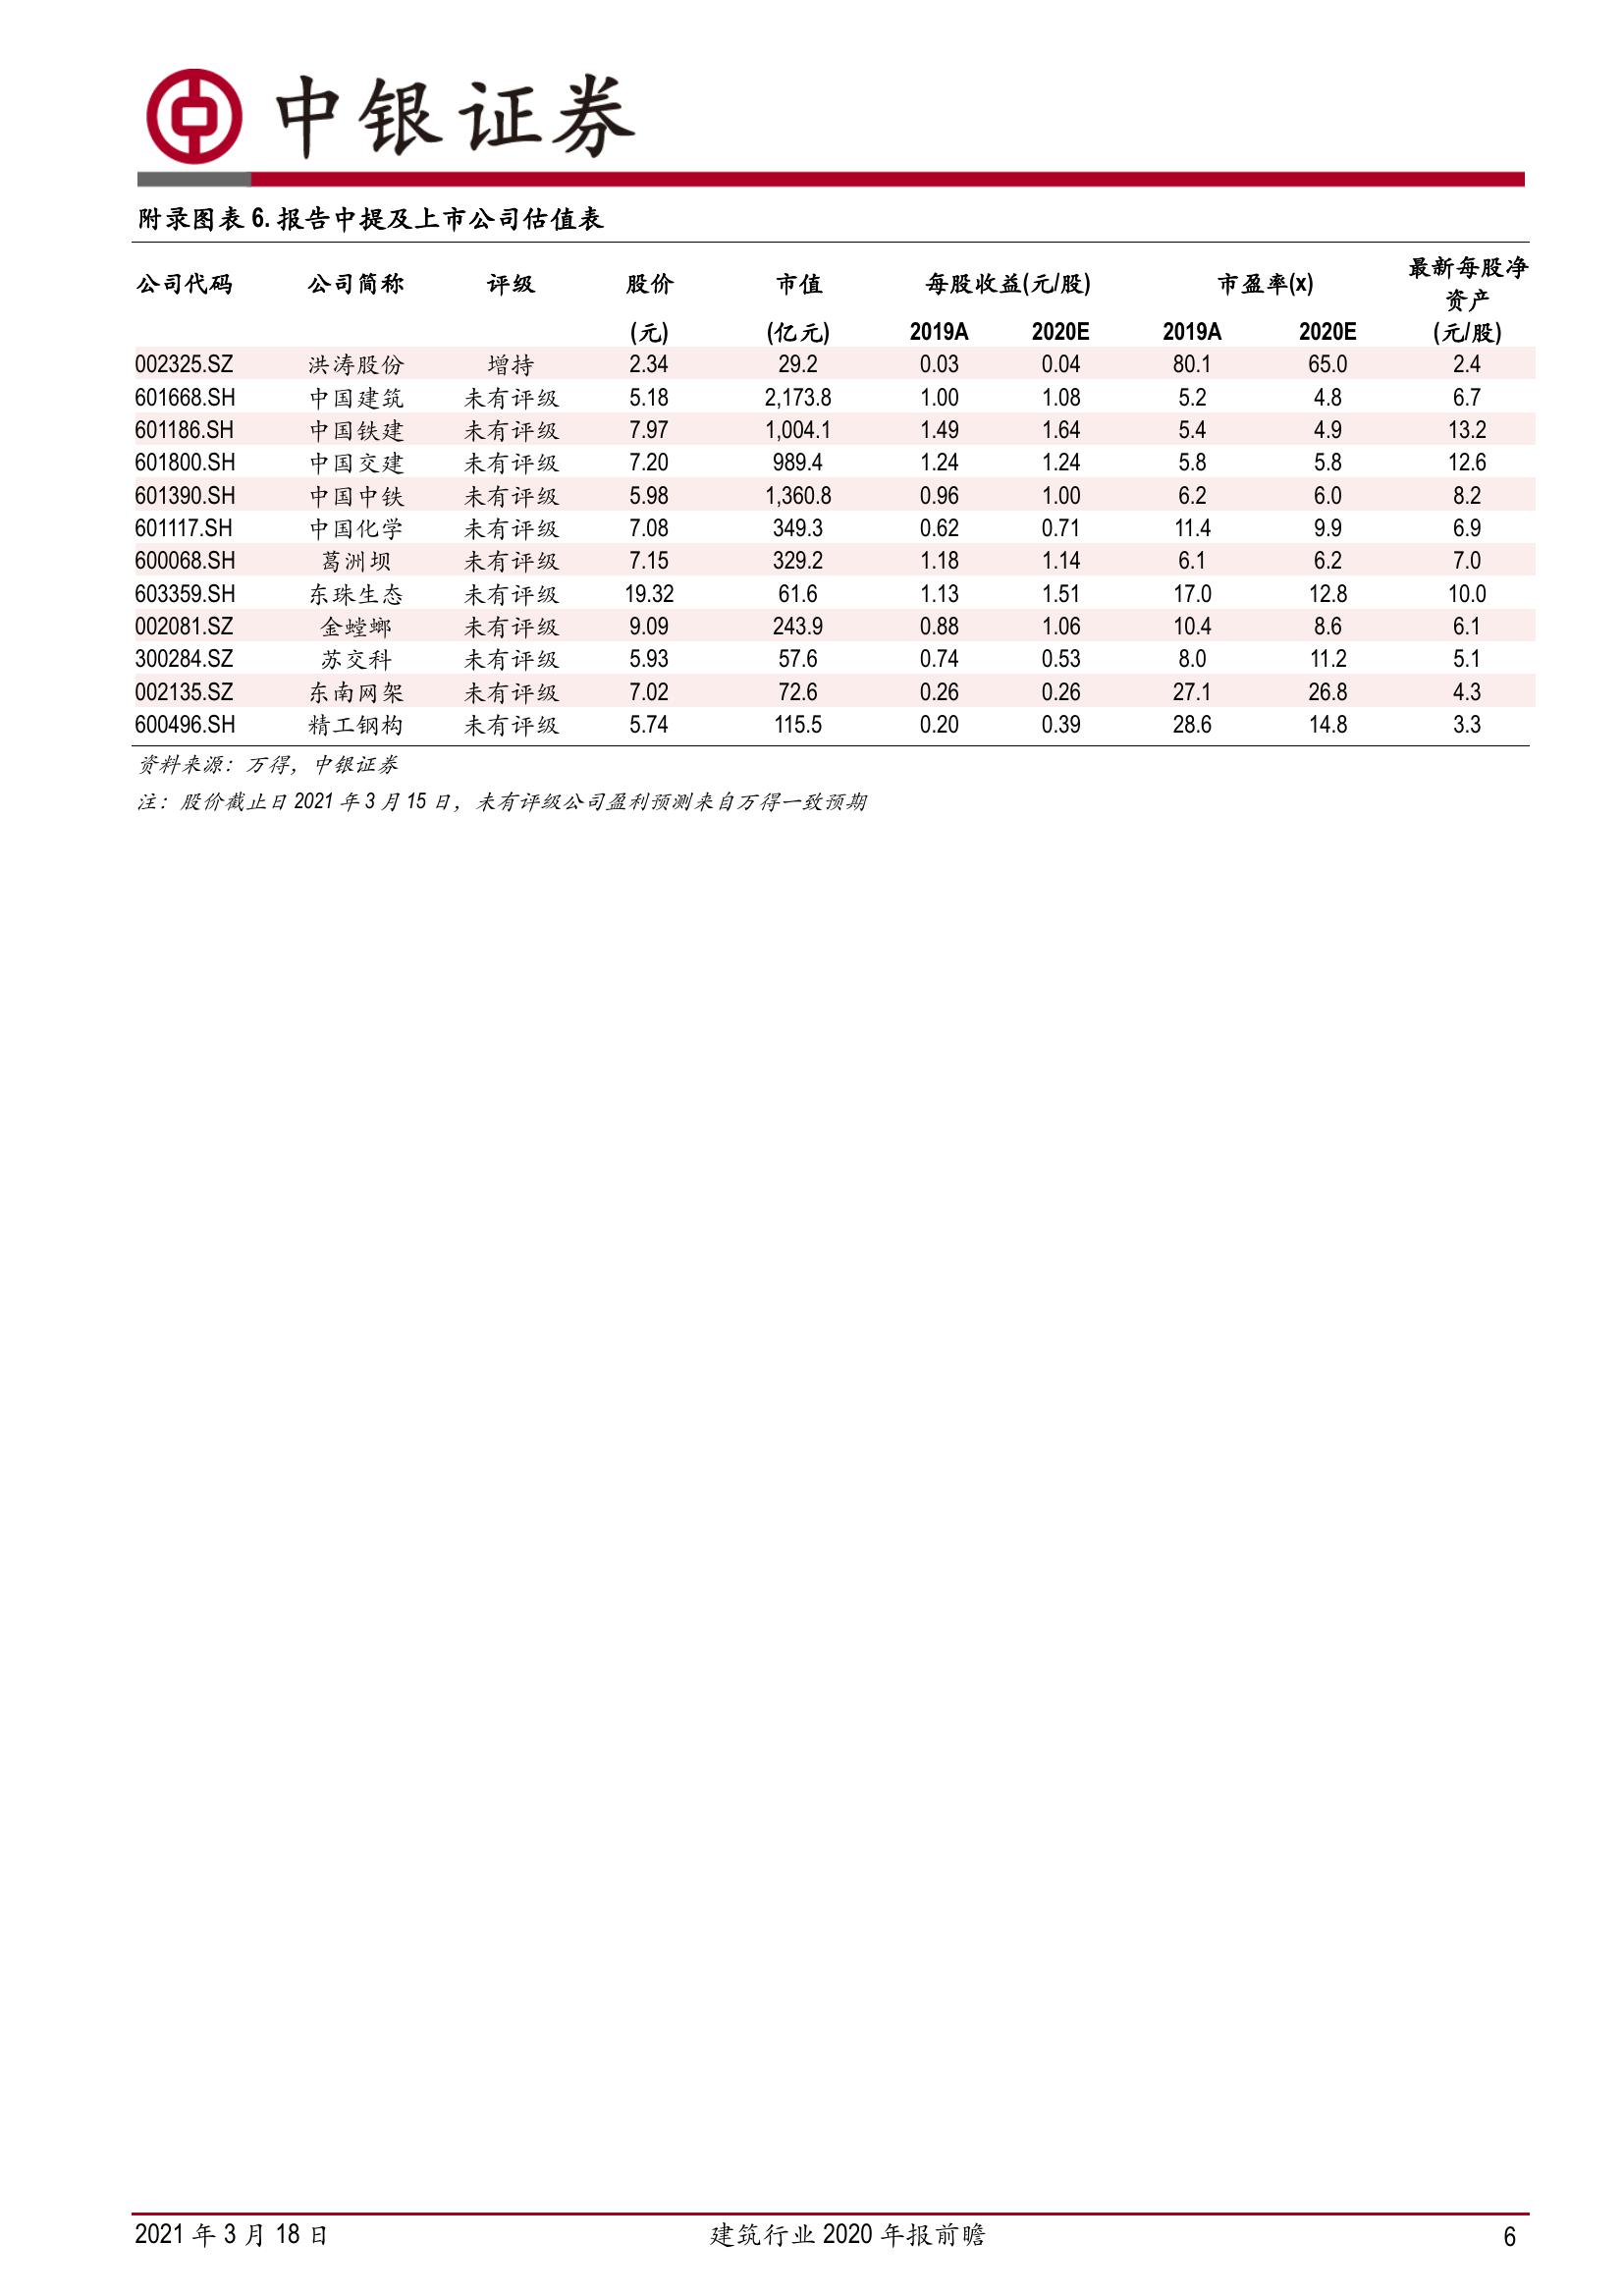 中银证券
附录图表 6. 报告中提及上市公司估值表
公司代码 公司简称 评级 股价 市值 每股收益(元/股) 市盈率(x) 最新每股净资产
(元) (亿元) 2019A 2020E 2019A 2020E (元/股)
002325.SZ 洪涛股份 增持 2.34 29.2 0.03 0.04 80.1 65.0 2.4
601668.SH 中国建筑 未有评级 5.18 2,173.8 1.00 1.08 5.2 4.8 6.7
601186.SH 中国铁建 未有评级 7.97 1,004.1 1.49 1.64 5.4 4.9 13.2
601800.SH 中国交建 未有评级 7.20 989.4 1.24 1.24 5.8 5.8 12.6
601390.SH 中国中铁 未有评级 5.98 1,360.8 0.96 1.00 6.2 6.0 8.2
601117.SH 中国化学 未有评级 7.08 349.3 0.62 0.71 11.4 9.9 6.9
600068.SH 葛洲坝 未有评级 7.15 329.2 1.18 1.14 6.1 6.2 7.0
603359.SH 东珠生态 未有评级 19.32 61.6 1.13 1.51 17.0 12.8 10.0
002081.SZ 金螳螂 未有评级 9.09 243.9 0.88 1.06 10.4 8.6 6.1
300284.SZ 苏交科 未有评级 5.93 57.6 0.74 0.53 8.0 11.2 5.1
002135.SZ 东南网架 未有评级 7.02 72.6 0.26 0.26 27.1 26.8 4.3
600496.SH 精工钢构 未有评级 5.74 115.5 0.20 0.39 28.6 14.8 3.3
资料来源：万得，中银证券
注：股价截止日 2021 年 3 月 15 日，未有评级公司盈利预测来自万得一致预期
2021 年 3 月 18 日 建筑行业 2020 年报前瞻 6